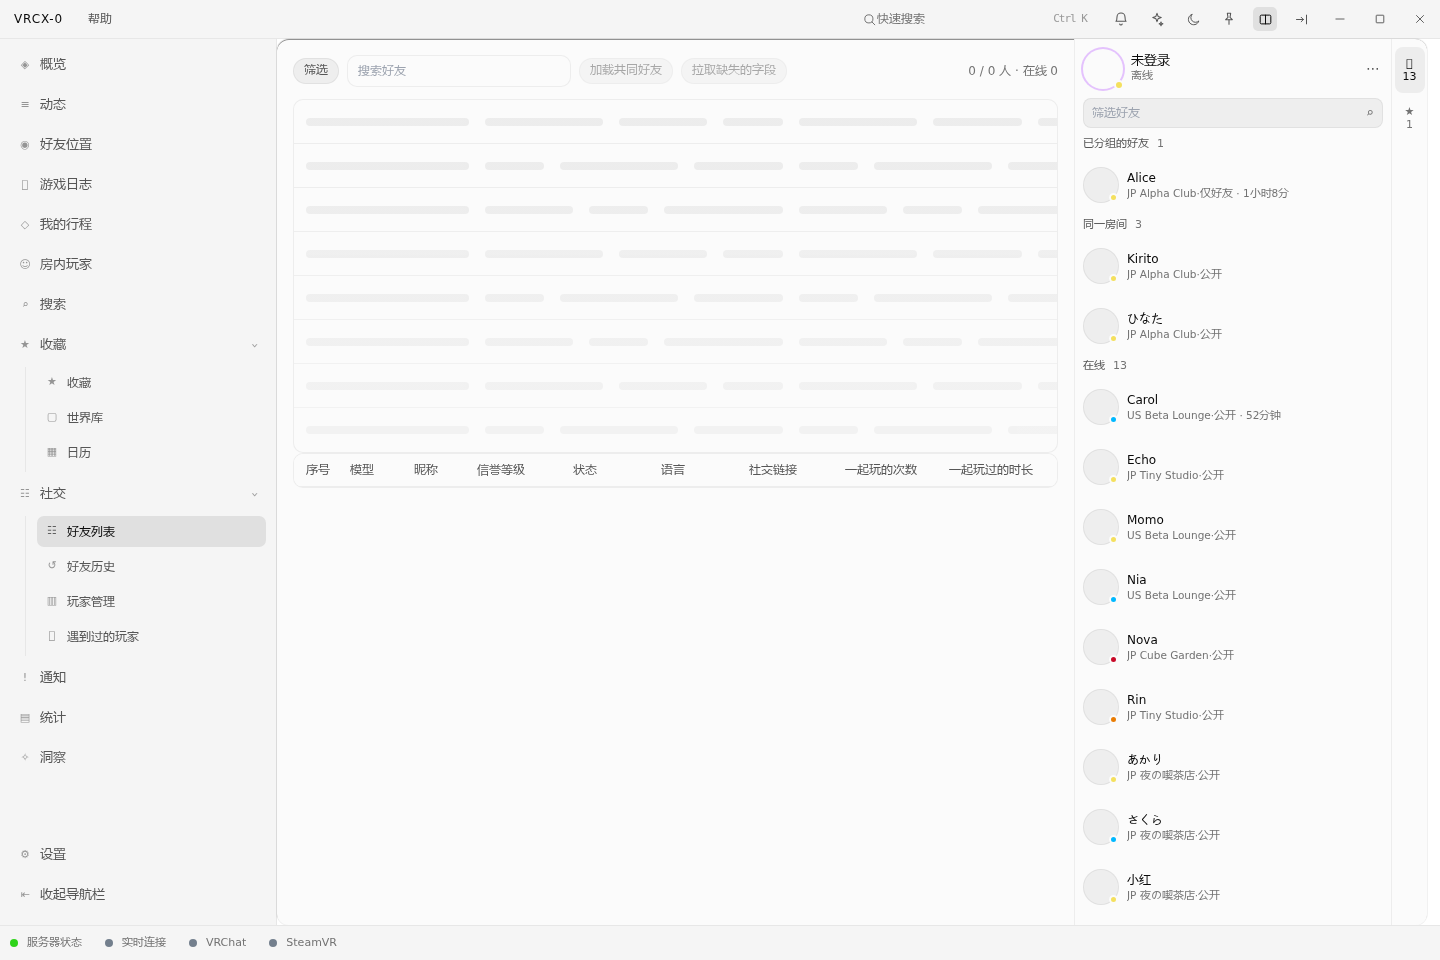 VRCX-0
帮助
快速搜索
Ctrl K
概览
动态
好友位置
游戏日志
我的行程
房内玩家
搜索
收藏
收藏
世界库
日历
社交
好友列表
好友历史
玩家管理
遇到过的玩家
通知
统计
洞察
设置
收起导航栏
筛选
搜索好友
加载共同好友
拉取缺失的字段
0 / 0 人 · 在线 0
序号 模型 昵称 信誉等级 状态 语言 社交链接 一起玩的次数 一起玩过的时长
未登录
离线
筛选好友
已分组的好友 1
Alice
JP Alpha Club·仅好友 · 1小时8分
同一房间 3
Kirito
JP Alpha Club·公开
ひなた
JP Alpha Club·公开
在线 13
Carol
US Beta Lounge·公开 · 52分钟
Echo
JP Tiny Studio·公开
Momo
US Beta Lounge·公开
Nia
US Beta Lounge·公开
Nova
JP Cube Garden·公开
Rin
JP Tiny Studio·公开
あかり
JP 夜の喫茶店·公开
さくら
JP 夜の喫茶店·公开
小红
JP 夜の喫茶店·公开
13
1
服务器状态
实时连接
VRChat
SteamVR